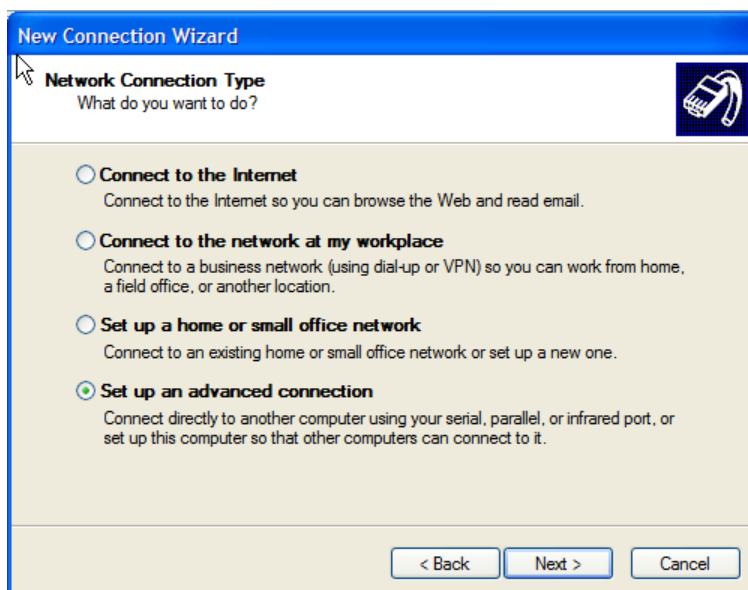 New Connection Wizard
Network Connection Type
What do you want to do?
Connect to the Internet
Connect to the Internet so you can browse the Web and read email.
Connect to the network at my workplace
Connect to a business network (using dial-up or VPN) so you can work from home,
a field office, or another location.
Set up a home or small office network
Connect to an existing home or small office network or set up a new one.
Set up an advanced connection
Connect directly to another computer using your serial, parallel, or infrared port, or
set up this computer so that other computers can connect to it.
< Back Next > Cancel